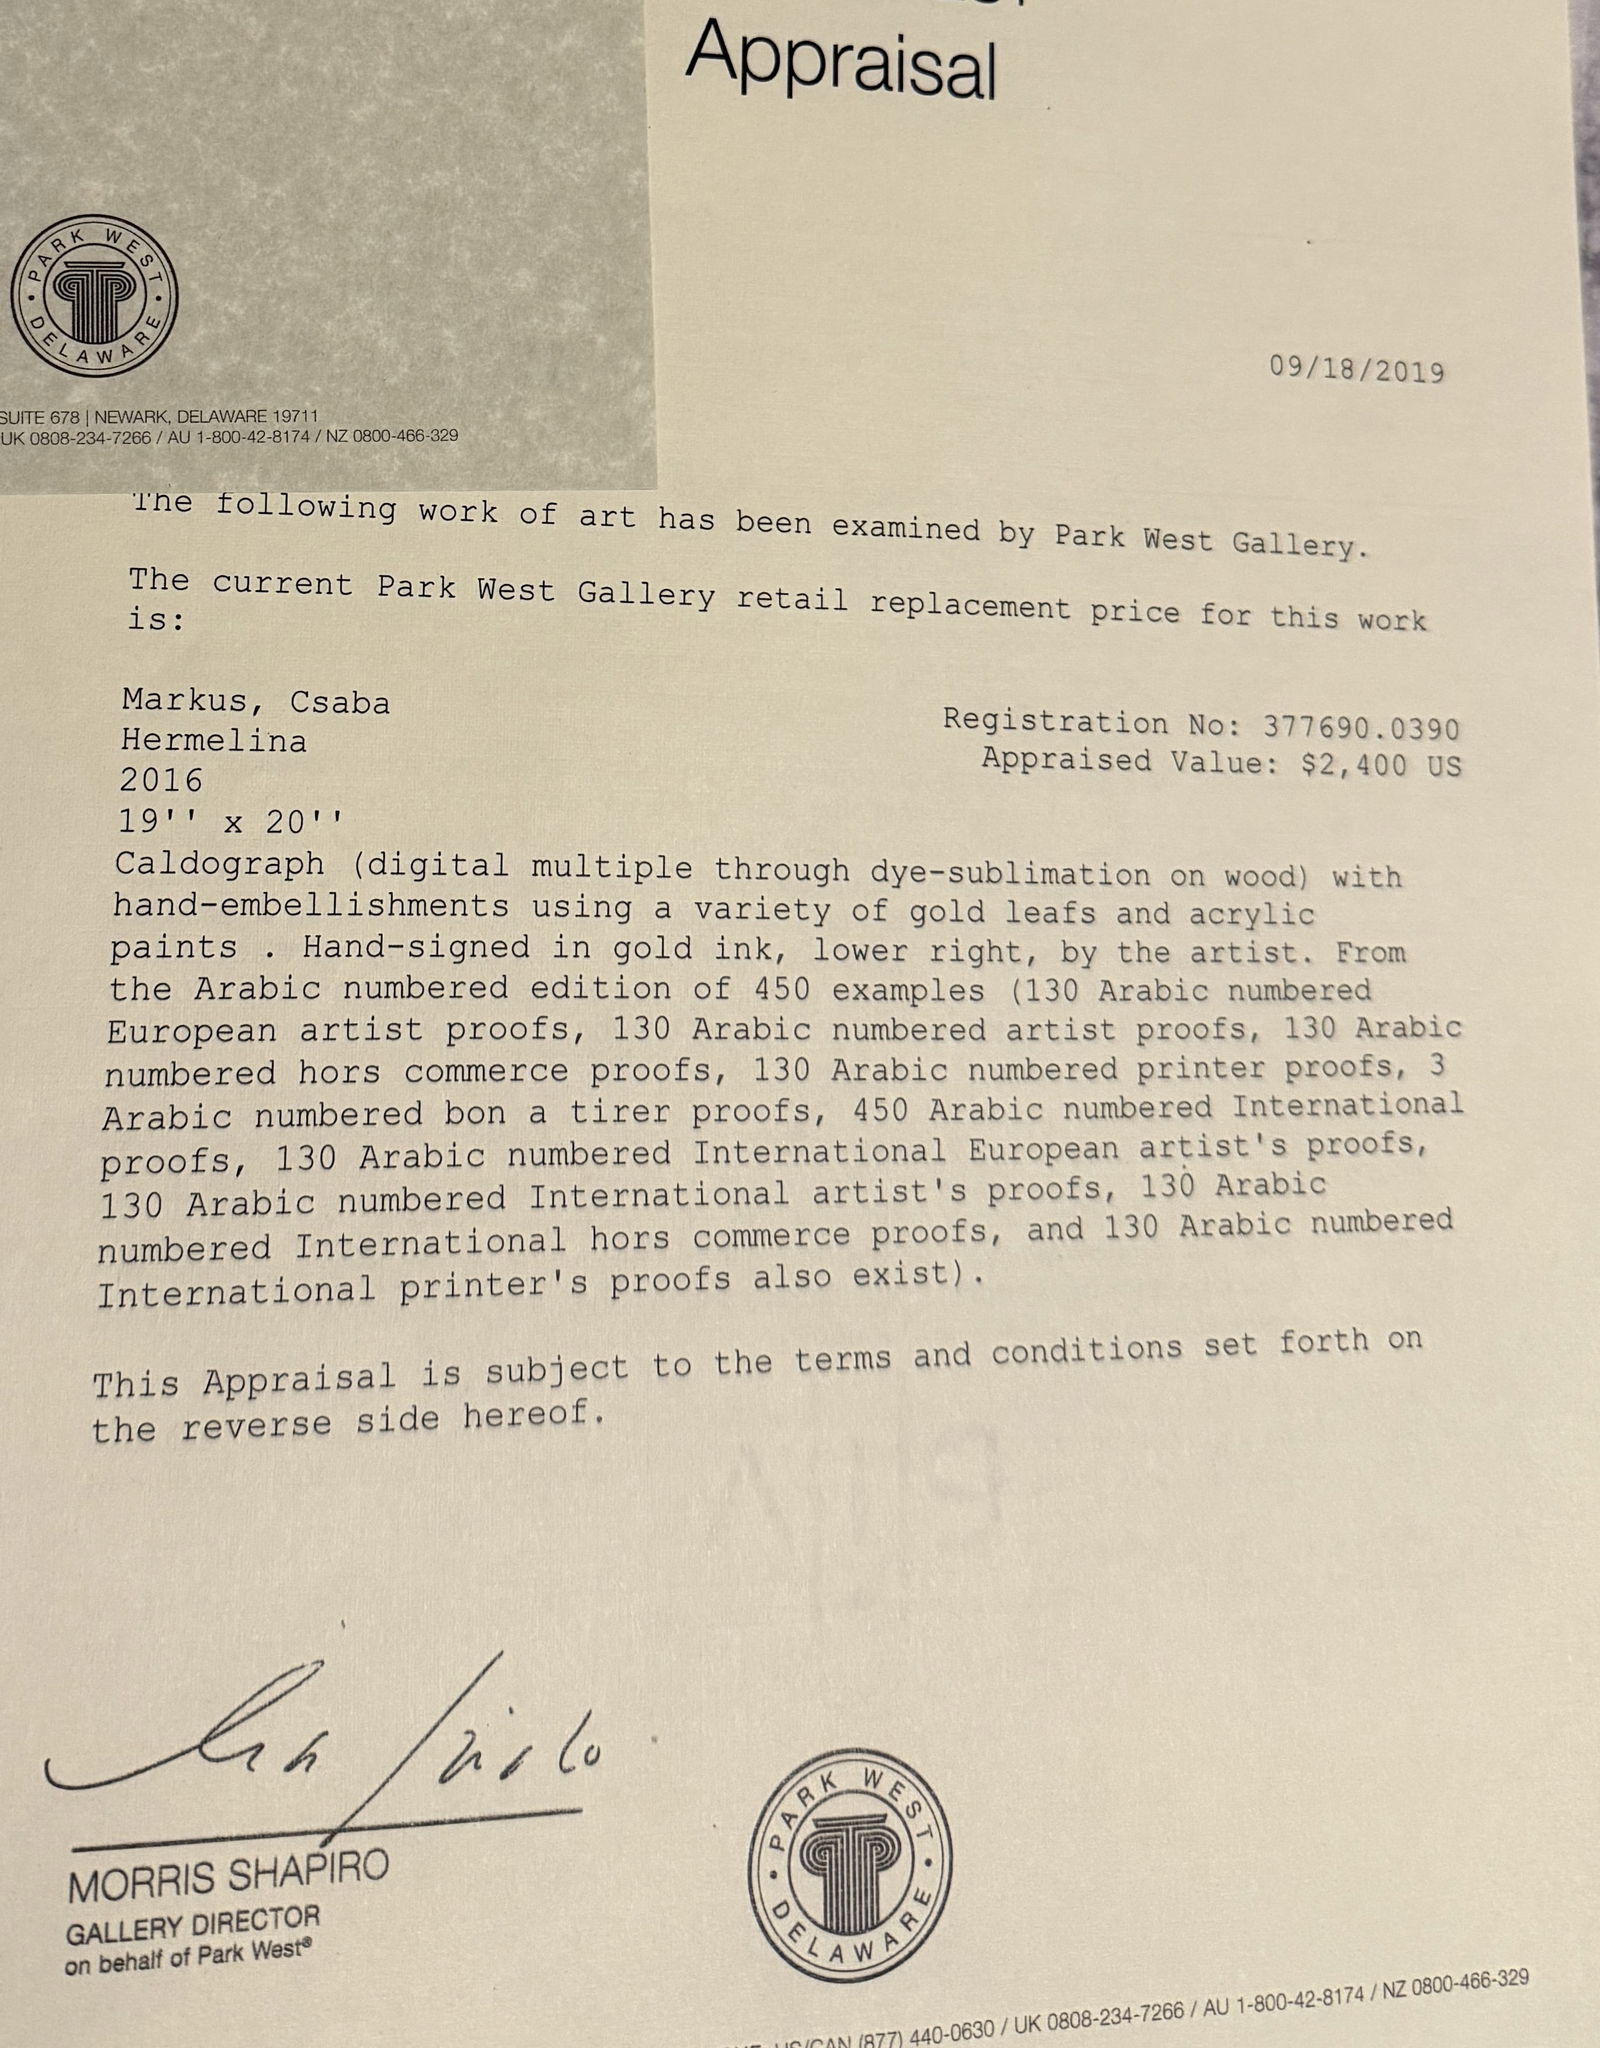 Appraisal
PARK WEST
DELAWARE
09/18/2019
SUITE 678 | NEWARK, DELAWARE 19711
UK 0808-234-7266 / AU 1-800-42-8174 / NZ 0800-466-329
The following work of art has been examined by Park West Gallery.
The current Park West Gallery retail replacement price for this work
is:
Markus, Csaba
Hermelina
2016
19'' x 20''
Registration No: 377690.0390
Appraised Value: $2,400 US
Caldograph (digital multiple through dye-sublimation on wood) with
hand-embellishments using a variety of gold leafs and acrylic
paints . Hand-signed in gold ink, lower right, by the artist. From
the Arabic numbered edition of 450 examples (130 Arabic numbered
European artist proofs, 130 Arabic numbered artist proofs, 130 Arabic
numbered hors commerce proofs, 130 Arabic numbered printer proofs, 3
Arabic numbered bon a tirer proofs, 450 Arabic numbered International
proofs, 130 Arabic numbered International European artist's proofs,
130 Arabic numbered International artist's proofs, 130 Arabic
numbered International hors commerce proofs, and 130 Arabic numbered
International printer's proofs also exist).
This Appraisal is subject to the terms and conditions set forth on
the reverse side hereof.
MORRIS SHAPIRO
GALLERY DIRECTOR
on behalf of Park West®
PARK WEST
DELAWARE
US/CAN (877) 440-0630 / UK 0808-234-7266 / AU 1-800-42-8174 / NZ 0800-466-329